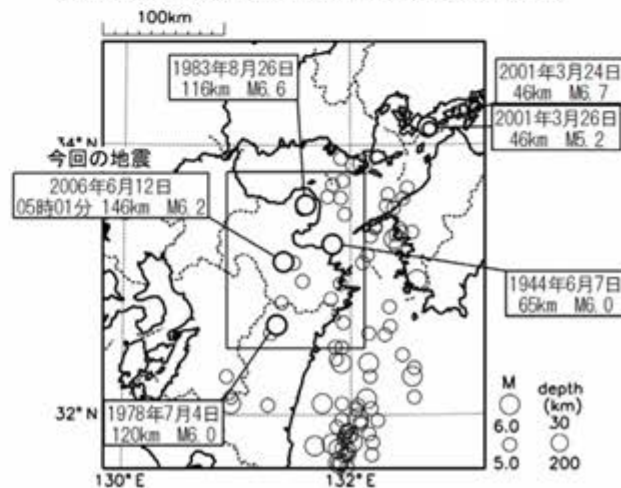 100km
1983年8月26日
116km M6.6
2001年3月24日
46km M6.7
2001年3月26日
46km M5.2
34°N
今回の地震
2006年6月12日
05時01分 146km M6.2
1944年6月7日
65km M6.0
1978年7月4日
120km M6.0
32°N
M
6.0
5.0
depth
(km)
30
200
130°E
132°E